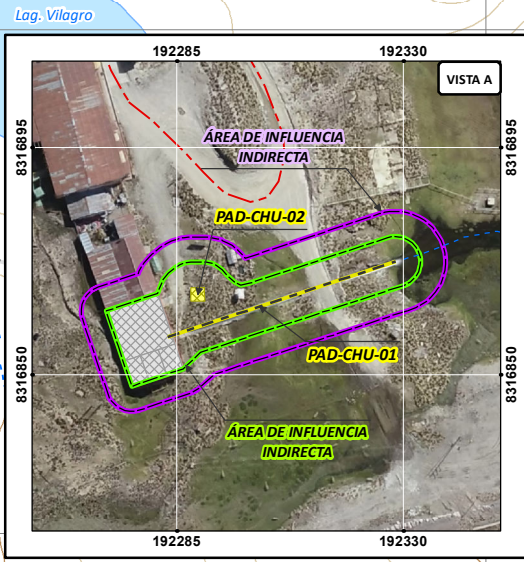 Lag. Vilagro
192285
192330
VISTA A
8316895
8316895
ÁREA DE INFLUENCIA
INDIRECTA
PAD-CHU-02
PAD-CHU-01
8316850
8316850
ÁREA DE INFLUENCIA
INDIRECTA
192285
192330